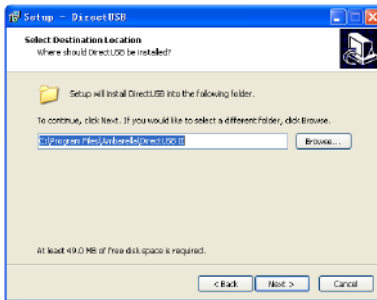 Setup - DirectUSB
Select Destination Location
Where should DirectUSB be installed?
Setup will install DirectUSB into the following folder.
To continue, click Next. If you would like to select a different folder, click Browse.
C:\Program Files\Ambarella\DirectUSB II
Browse...
At least 49.0 MB of free disk space is required.
< Back
Next >
Cancel